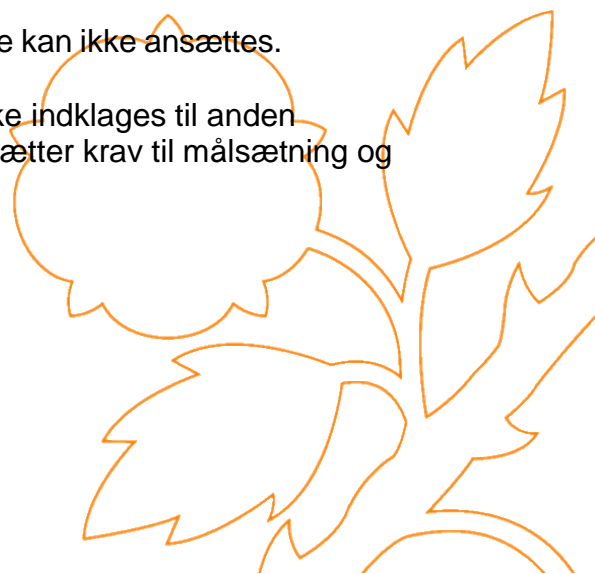 e kan ikke ansættes.
ke indklages til anden
ætter krav til målsætning og